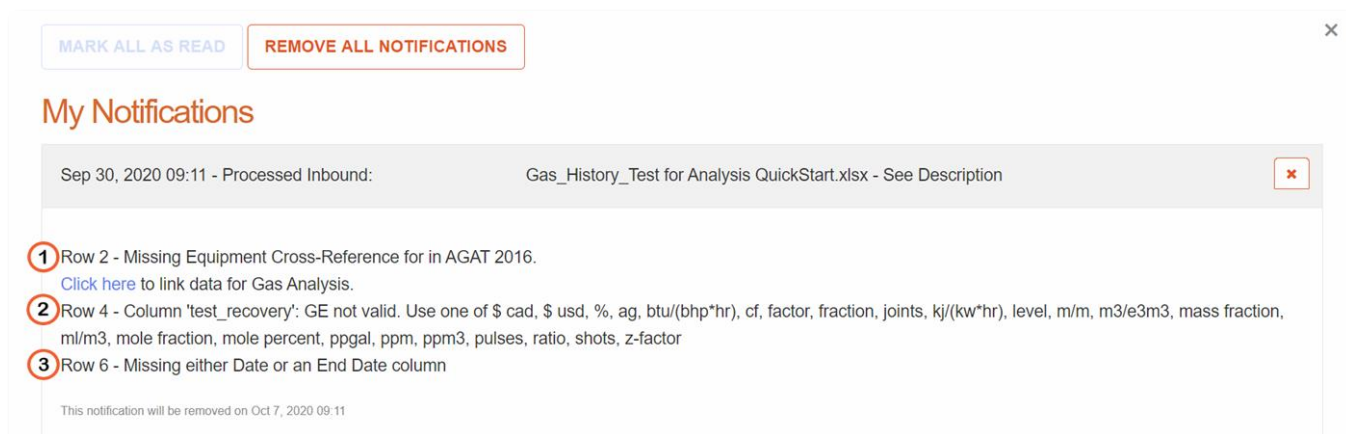 MARK ALL AS READ REMOVE ALL NOTIFICATIONS ×
My Notifications
Sep 30, 2020 09:11 - Processed Inbound: Gas_History_Test for Analysis QuickStart.xlsx - See Description ×
1 Row 2 - Missing Equipment Cross-Reference for in AGAT 2016.
Click here to link data for Gas Analysis.
2 Row 4 - Column 'test_recovery': GE not valid. Use one of $ cad, $ usd, %, ag, btu/(bhp*hr), cf, factor, fraction, joints, kj/(kw*hr), level, m/m, m3/e3m3, mass fraction,
ml/m3, mole fraction, mole percent, ppgal, ppm, ppm3, pulses, ratio, shots, z-factor
3 Row 6 - Missing either Date or an End Date column
This notification will be removed on Oct 7, 2020 09:11